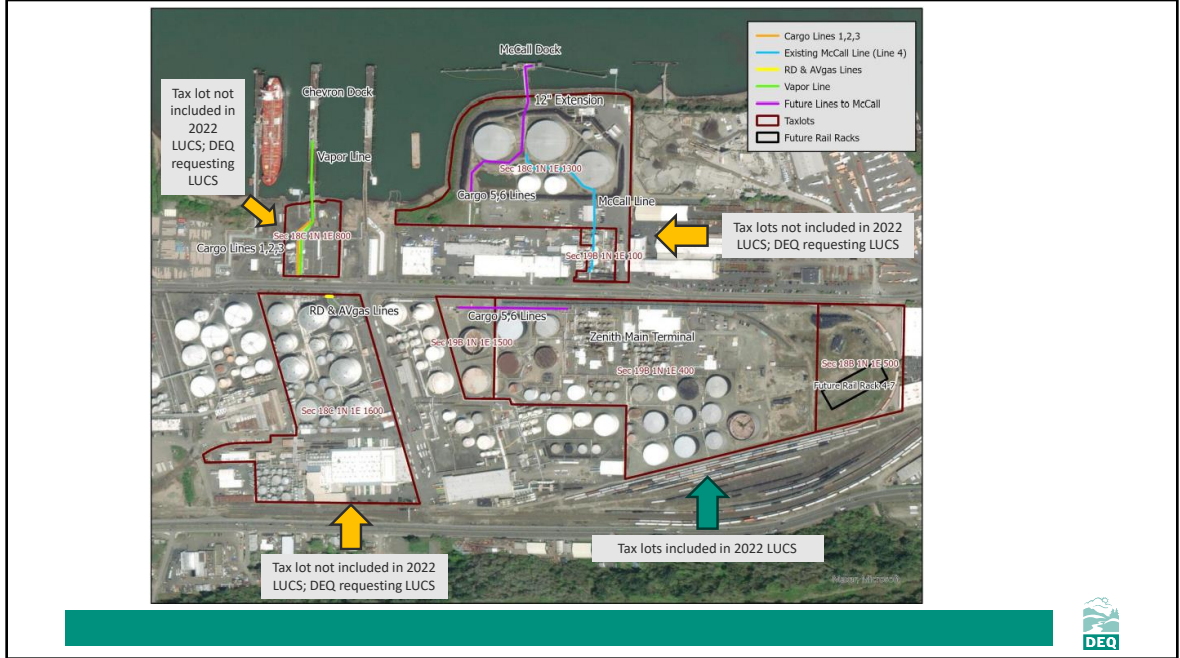 McCall Dock
Chevron Dock
12" Extension
Vapor Line
Sec 18C 1N 1E 1300
Cargo 5,6 Lines
McCall Line
Sec 18C 1N 1E 800
Cargo Lines 1,2,3
Sec 19B 1N 1E 100
RD & AVgas Lines
Cargo 5,6 Lines
Sec 19B 1N 1E 1500
Zenith Main Terminal
Sec 19B 1N 1E 400
Sec 18B 1N 1E 500
Future Rail Rack 4-7
Sec 18C 1N 1E 1600
Cargo Lines 1,2,3
Existing McCall Line (Line 4)
RD & AVgas Lines
Vapor Line
Future Lines to McCall
Taxlots
Future Rail Racks
Tax lot not
included in
2022
LUCS; DEQ
requesting
LUCS
Tax lots not included in 2022
LUCS; DEQ requesting LUCS
Tax lot not included in 2022
LUCS; DEQ requesting LUCS
Tax lots included in 2022 LUCS
Maxar, Microsoft
DEQ